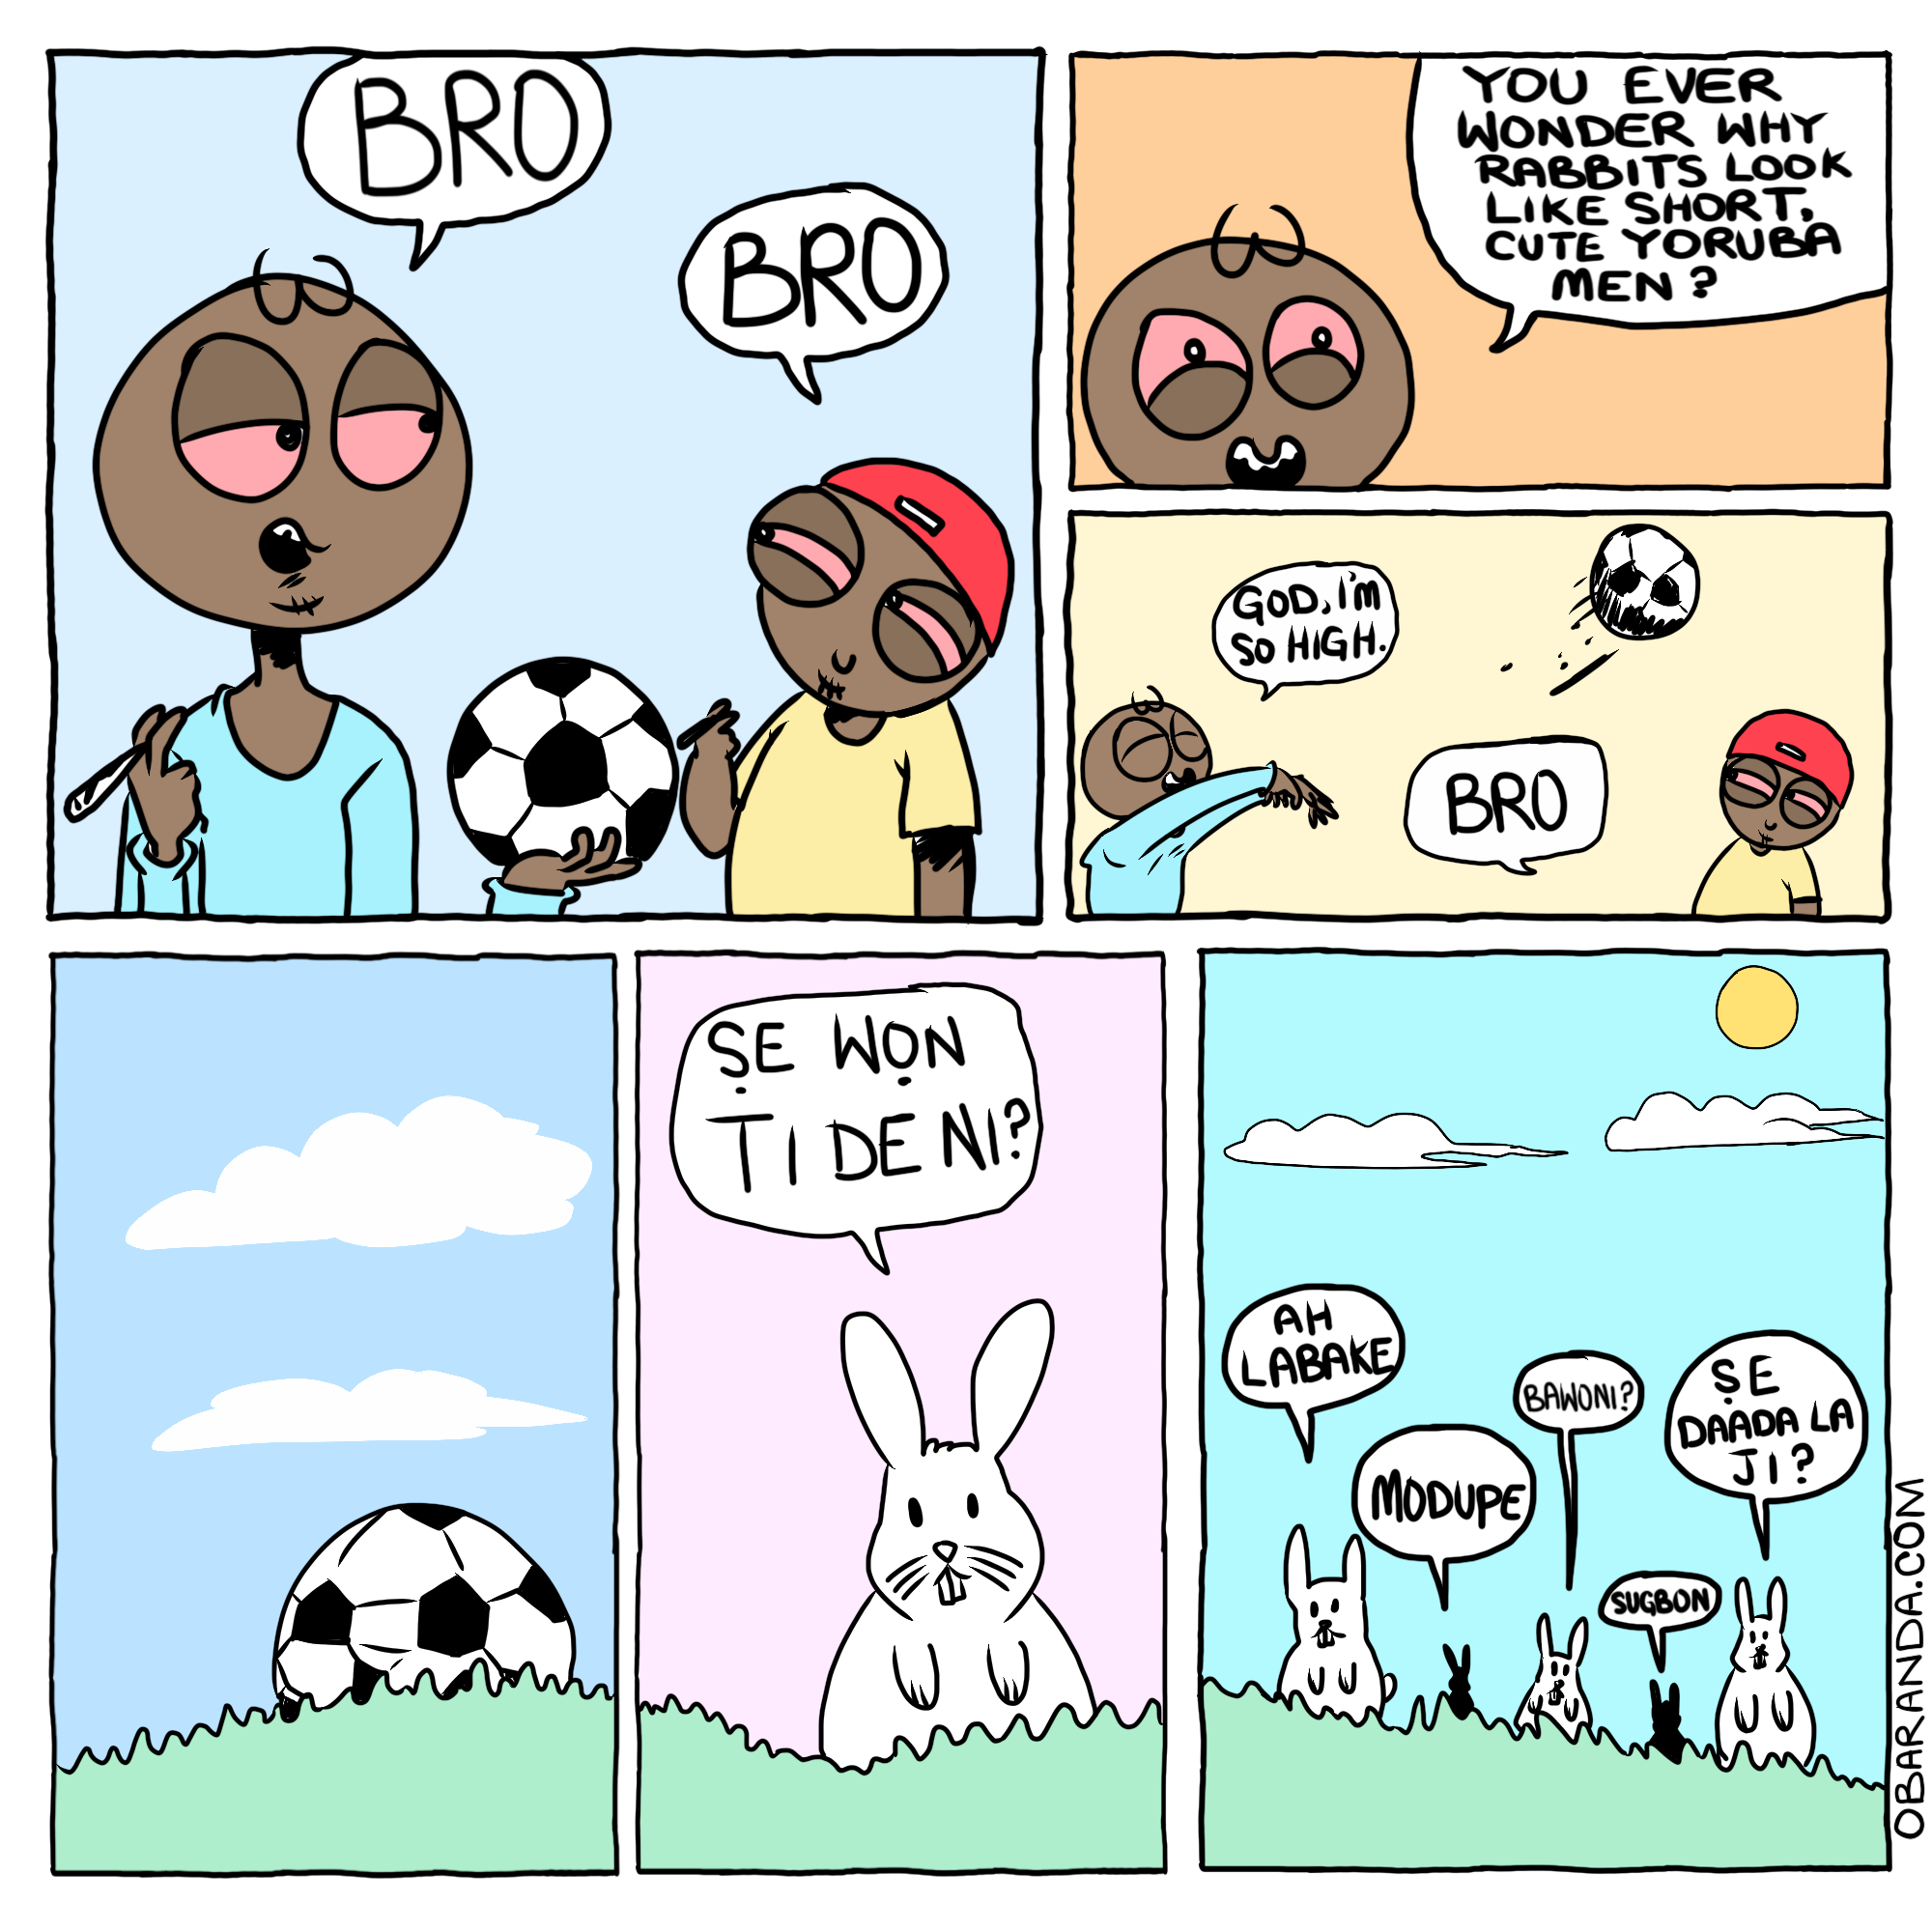 BRO
BRO
YOU EVER
WONDER WHY
RABBITS LOOK
LIKE SHORT,
CUTE YORUBA
MEN?
GOD, I'M
SO HIGH.
BRO
ṢE WỌN
TI DE NI?
AH
LABAKE
MODUPE
BAWONI?
SUGBON
ṢE
DAADA LA
JI?
OBARANDA.COM